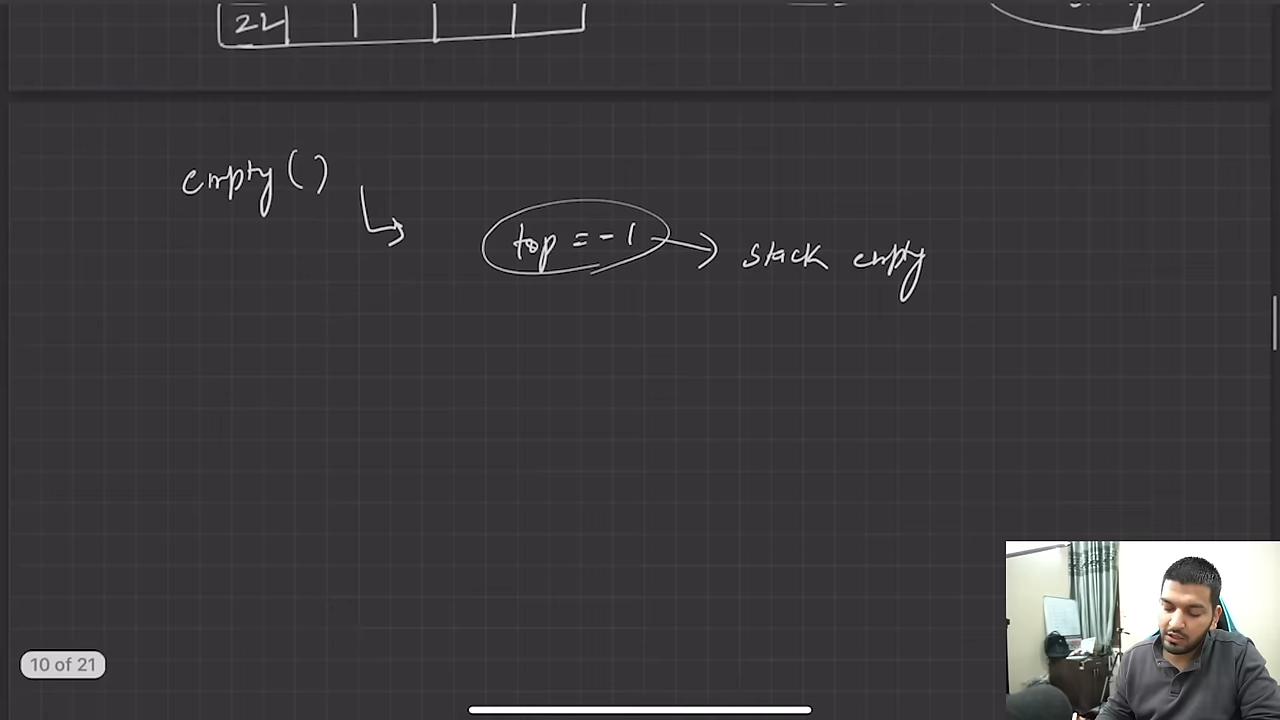 22
empty()
top = -1 → stack empty
10 of 21